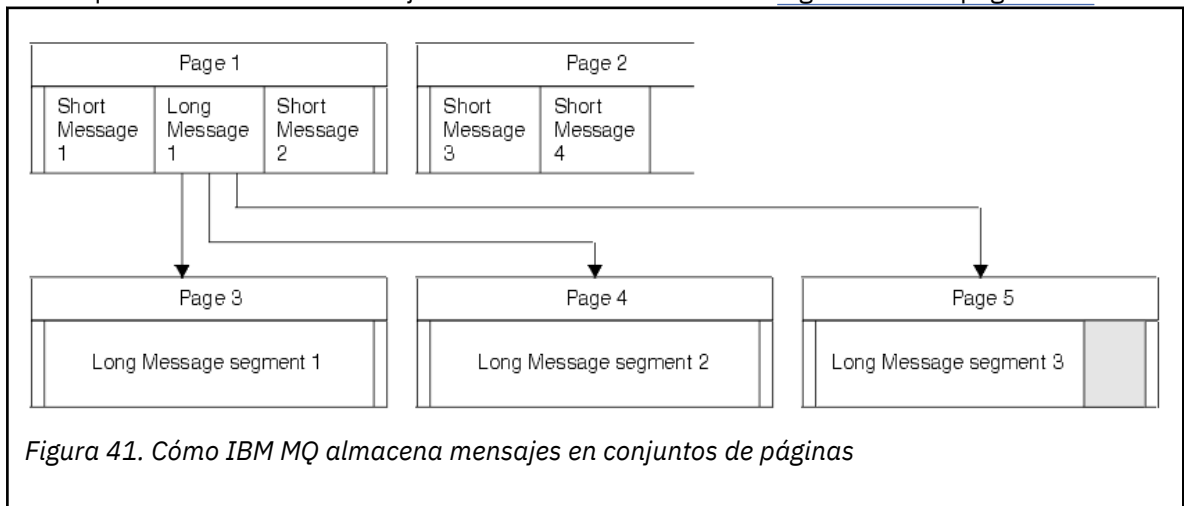 Page 1
Page 2
Short Message 1
Long Message 1
Short Message 2
Short Message 3
Short Message 4
Page 3
Page 4
Page 5
Long Message segment 1
Long Message segment 2
Long Message segment 3
Figura 41. Cómo IBM MQ almacena mensajes en conjuntos de páginas